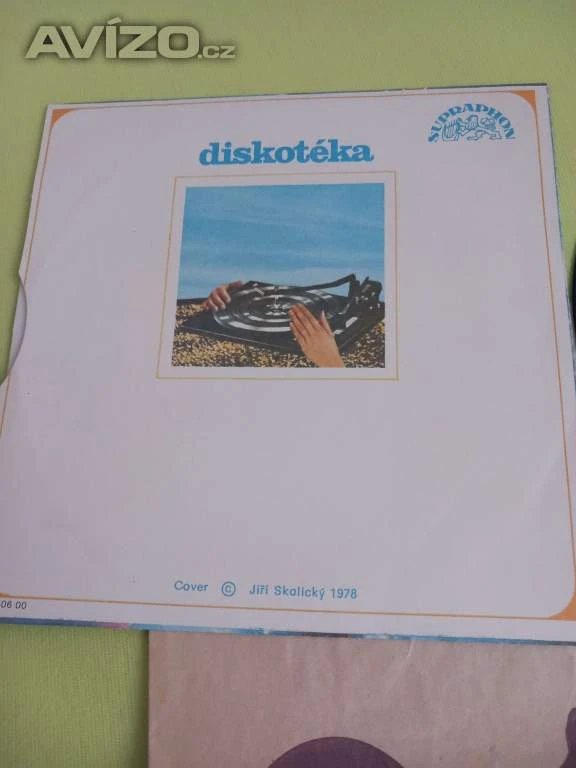 AVÍZO.cz
SUPRAPHON
diskotéka
Cover © Jiří Skalický 1978
06 00